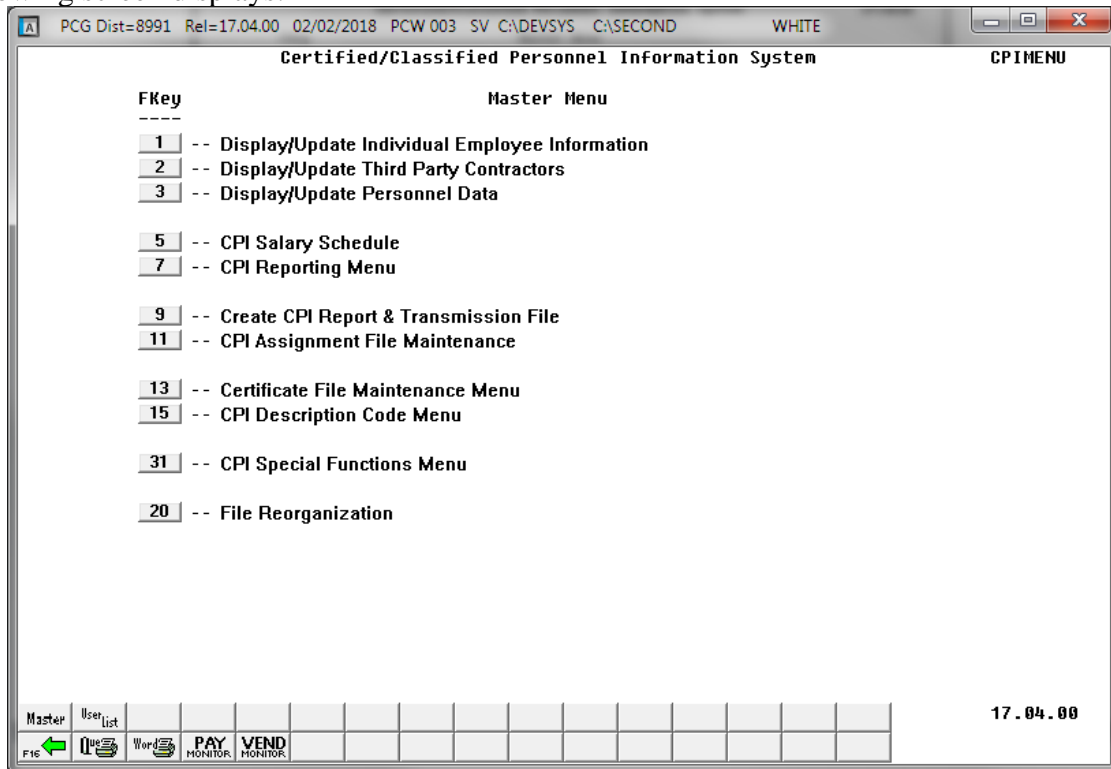 PCG Dist=8991 Rel=17.04.00 02/02/2018 PCW 003 SV C:\DEVSYS C:\SECOND WHITE
Certified/Classified Personnel Information System CPIMENU
FKey Master Menu
----
1 -- Display/Update Individual Employee Information
2 -- Display/Update Third Party Contractors
3 -- Display/Update Personnel Data
5 -- CPI Salary Schedule
7 -- CPI Reporting Menu
9 -- Create CPI Report & Transmission File
11 -- CPI Assignment File Maintenance
13 -- Certificate File Maintenance Menu
15 -- CPI Description Code Menu
31 -- CPI Special Functions Menu
20 -- File Reorganization
Master User List 17.04.00
F16 Que Word PAY MONITOR VEND MONITOR